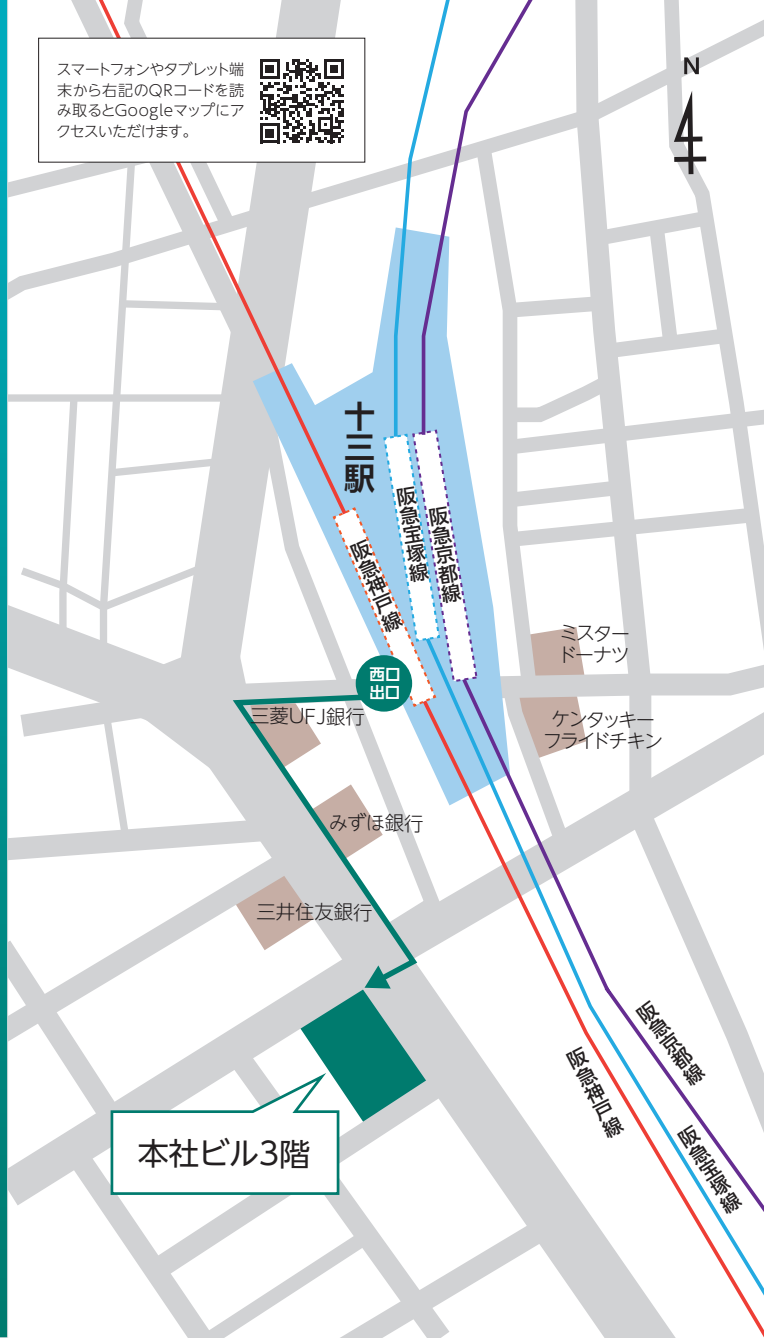 スマートフォンやタブレット端
末から右記のQRコードを読
み取るとGoogleマップにア
クセスいただけます。
N
十三駅
阪急神戸線
阪急宝塚線
阪急京都線
西口
出口
三菱UFJ銀行
みずほ銀行
三井住友銀行
ミスター
ドーナツ
ケンタッキー
フライドチキン
阪急京都線
阪急神戸線
阪急宝塚線
本社ビル3階